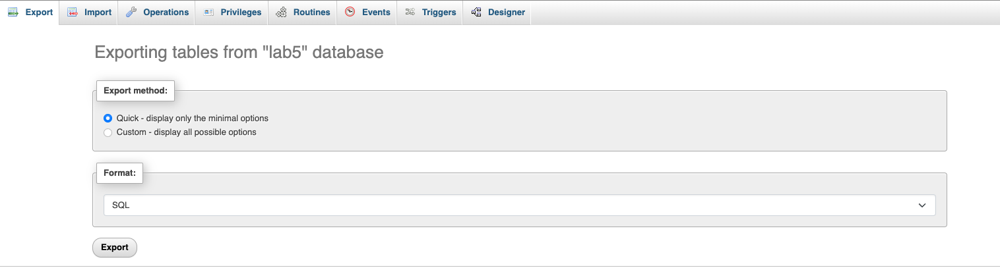 Export Import Operations Privileges Routines Events Triggers Designer
Exporting tables from "lab5" database
Export method:
Quick - display only the minimal options
Custom - display all possible options
Format:
SQL
Export